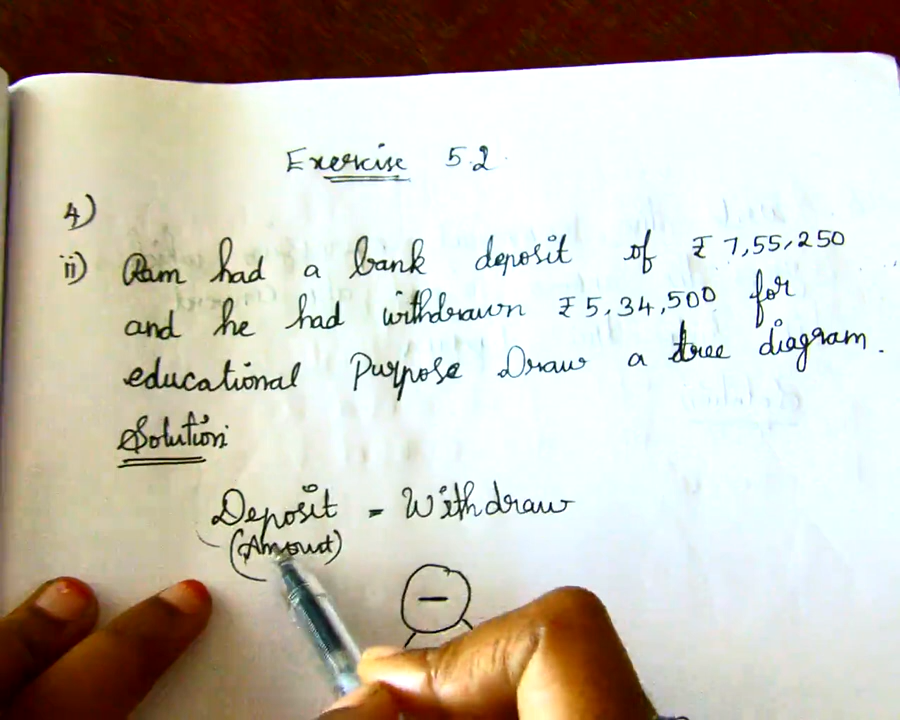 Exercise 5.2
4)
ii) Ram had a bank deposit of ₹ 7,55,250
and he had withdrawn ₹ 5,34,500 for
educational Purpose Draw a tree diagram.
Solution
Deposit - Withdraw
(Amount)
−